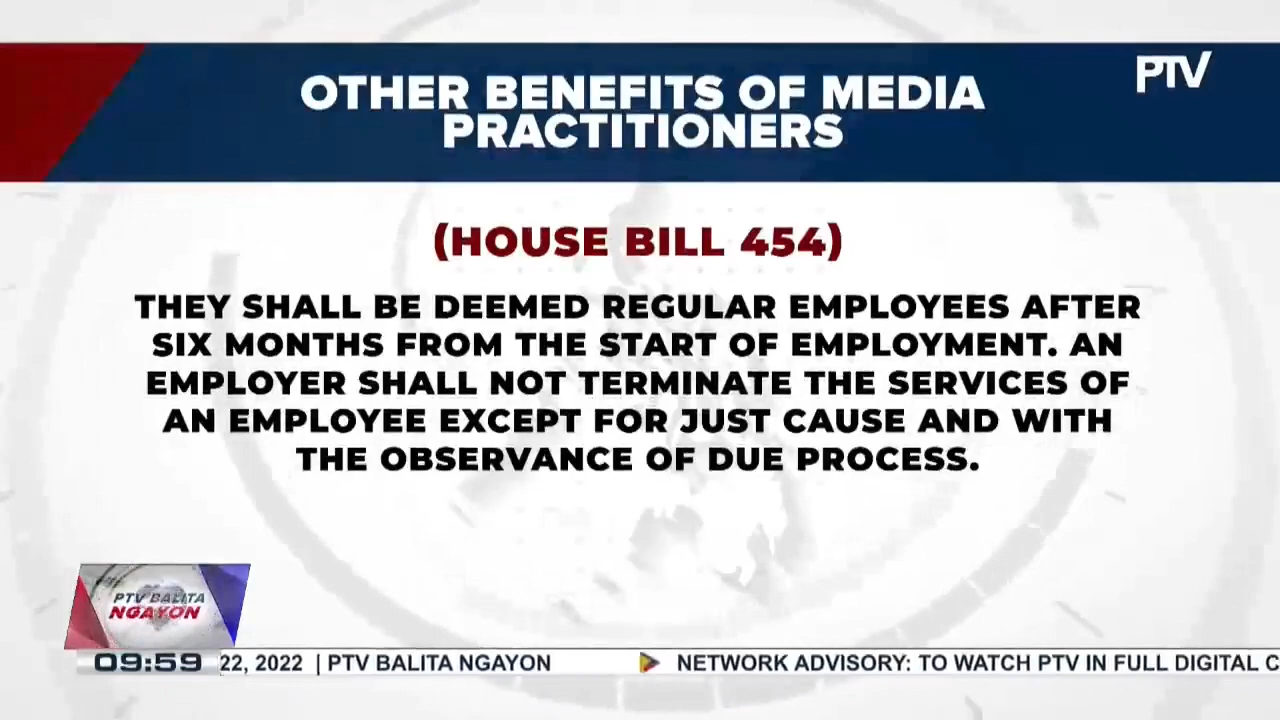 OTHER BENEFITS OF MEDIA
PRACTITIONERS
PTV
(HOUSE BILL 454)
THEY SHALL BE DEEMED REGULAR EMPLOYEES AFTER
SIX MONTHS FROM THE START OF EMPLOYMENT. AN
EMPLOYER SHALL NOT TERMINATE THE SERVICES OF
AN EMPLOYEE EXCEPT FOR JUST CAUSE AND WITH
THE OBSERVANCE OF DUE PROCESS.
PTV BALITA
NGAYON
09:59 22, 2022 | PTV BALITA NGAYON NETWORK ADVISORY: TO WATCH PTV IN FULL DIGITAL C